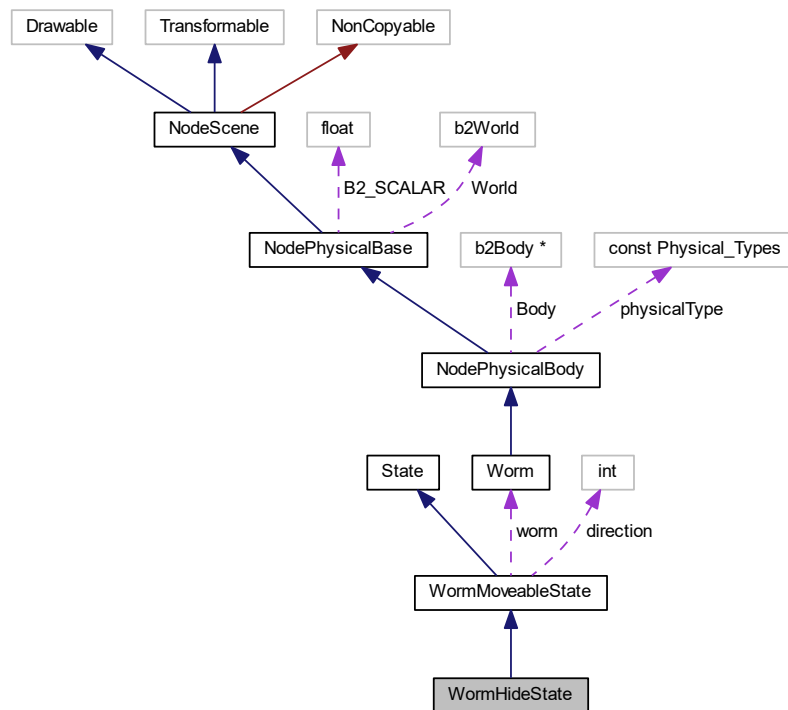 Drawable
Transformable
NonCopyable
NodeScene
float
b2World
B2_SCALAR
World
NodePhysicalBase
b2Body *
const Physical_Types
Body
physicalType
NodePhysicalBody
State
Worm
int
worm
direction
WormMoveableState
WormHideState